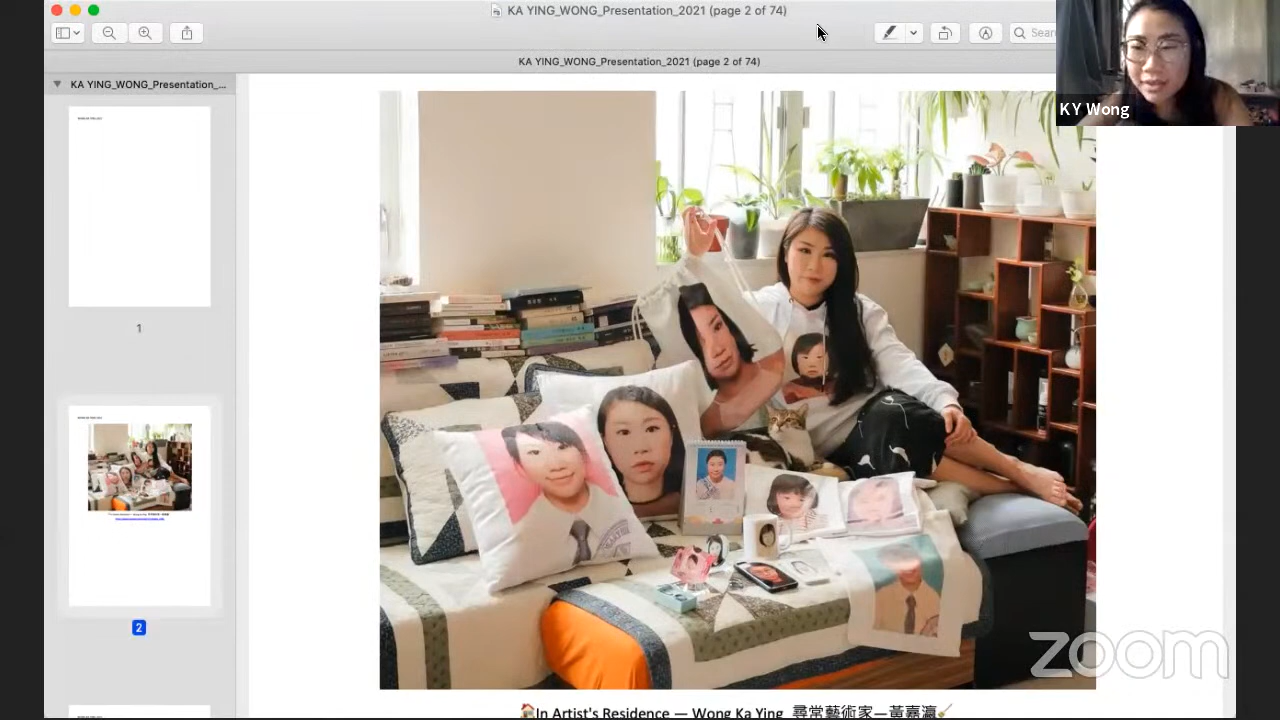 KA YING_WONG_Presentation_2021 (page 2 of 74)
Sear
KA YING_WONG_Presentation_2021 (page 2 of 74)
KA YING_WONG_Presentation_...
KY Wong
1
2
zoom
🏠In Artist's Residence — Wong Ka Ying 尋常藝術家—黃嘉瀛🪕